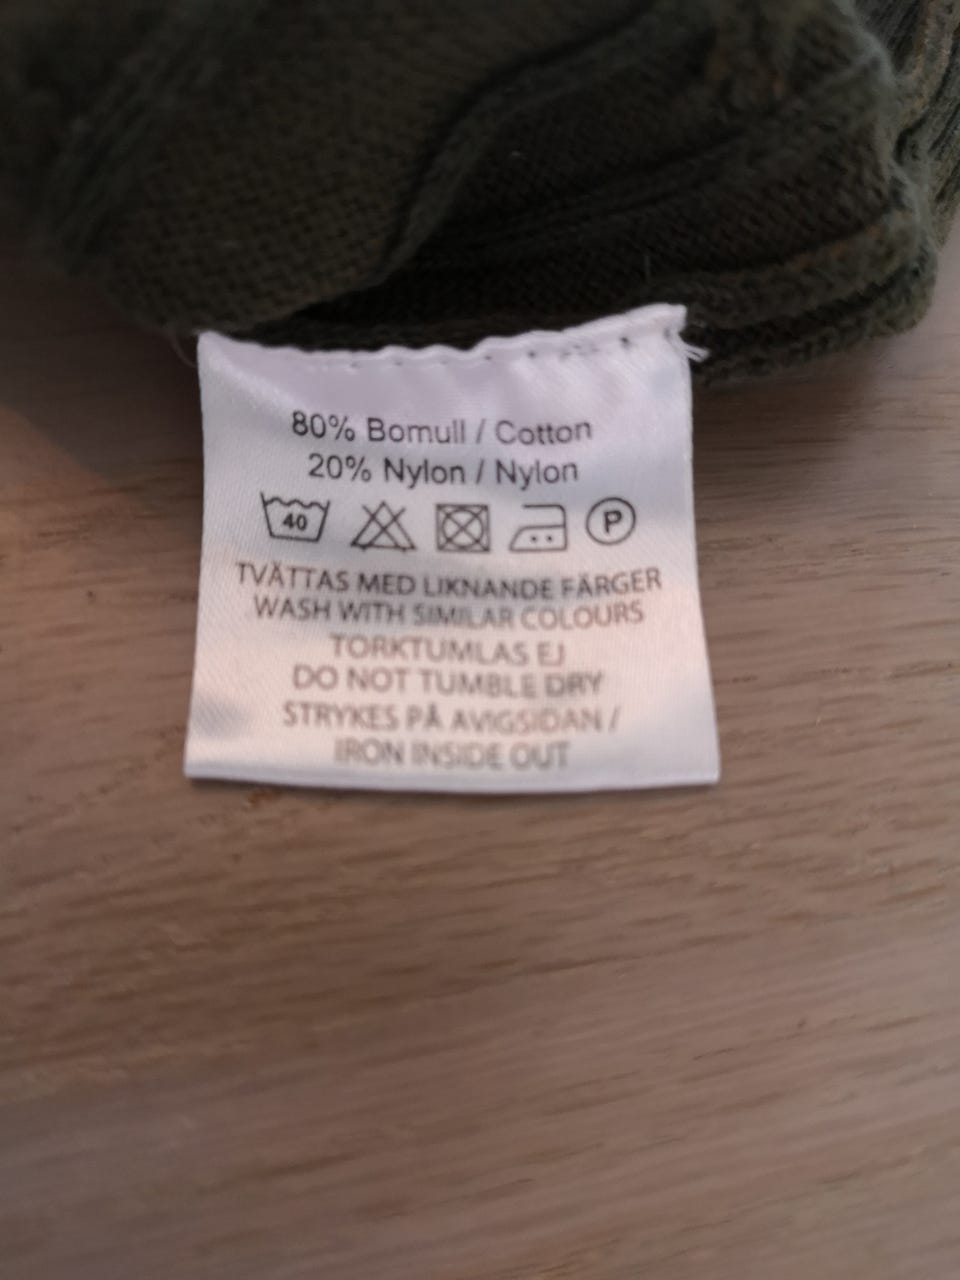 80% Bomull / Cotton
20% Nylon / Nylon
40 P
TVÄTTAS MED LIKNANDE FÄRGER
WASH WITH SIMILAR COLOURS
TORKTUMLAS EJ
DO NOT TUMBLE DRY
STRYKES PÅ AVIGSIDAN /
IRON INSIDE OUT